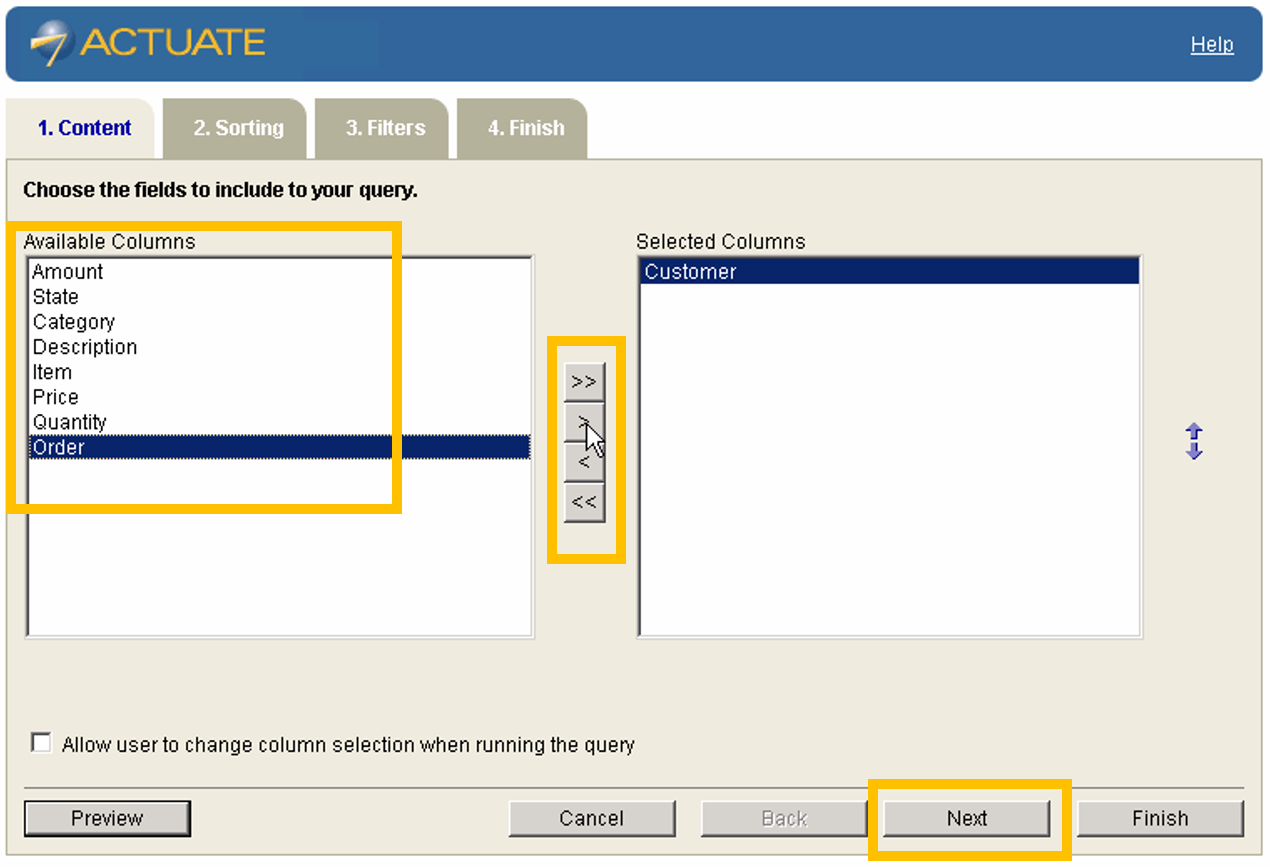 ACTUATE
Help
1. Content
2. Sorting
3. Filters
4. Finish
Choose the fields to include to your query.
Available Columns
Selected Columns
Amount
State
Category
Description
Item
Price
Quantity
Order
Customer
>>
>
<
<<
Allow user to change column selection when running the query
Preview
Cancel
Back
Next
Finish